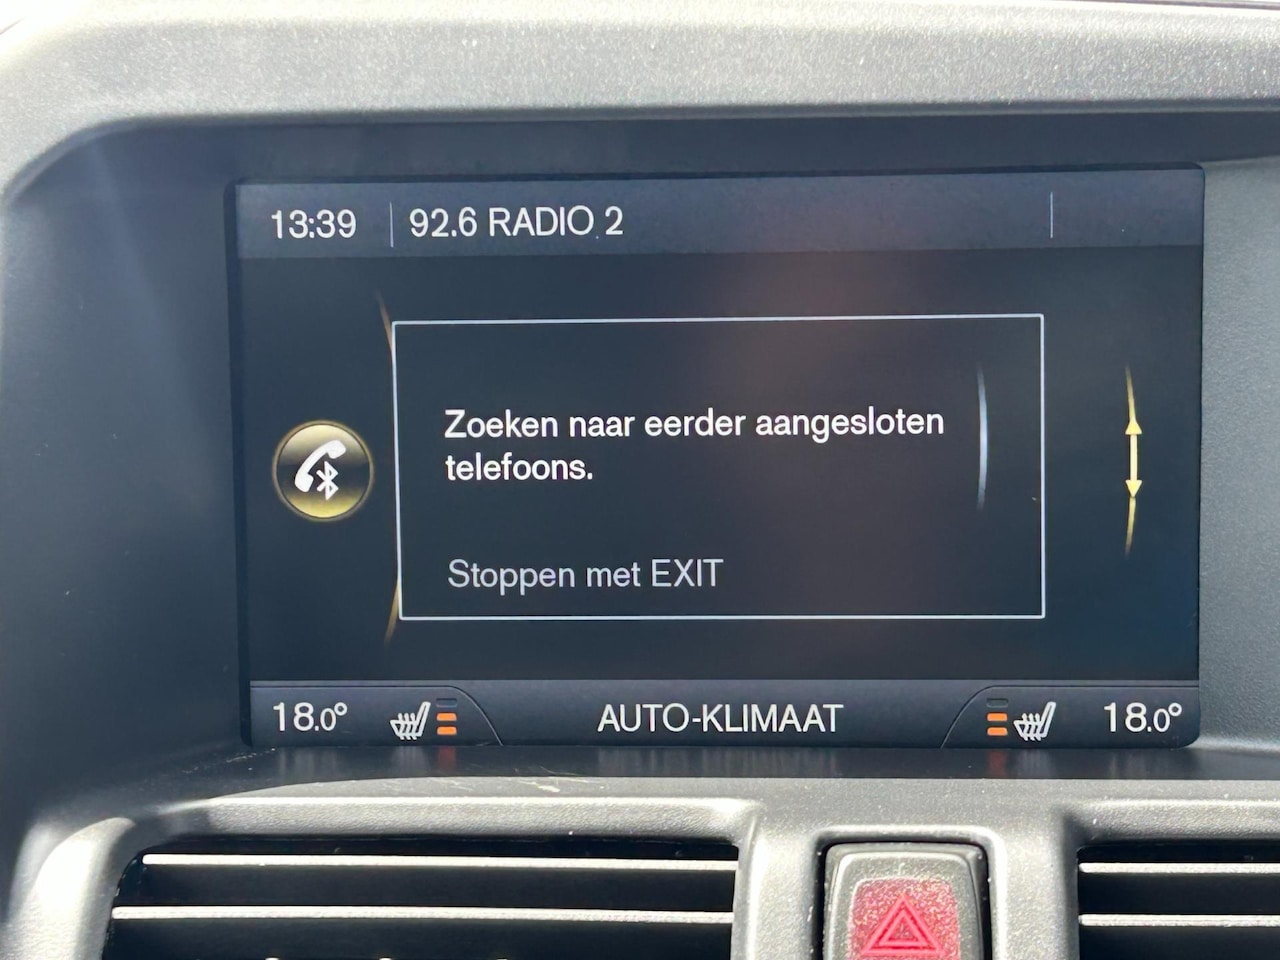 13:39 92.6 RADIO 2
Zoeken naar eerder aangesloten
telefoons.
Stoppen met EXIT
18.0° AUTO-KLIMAAT 18.0°